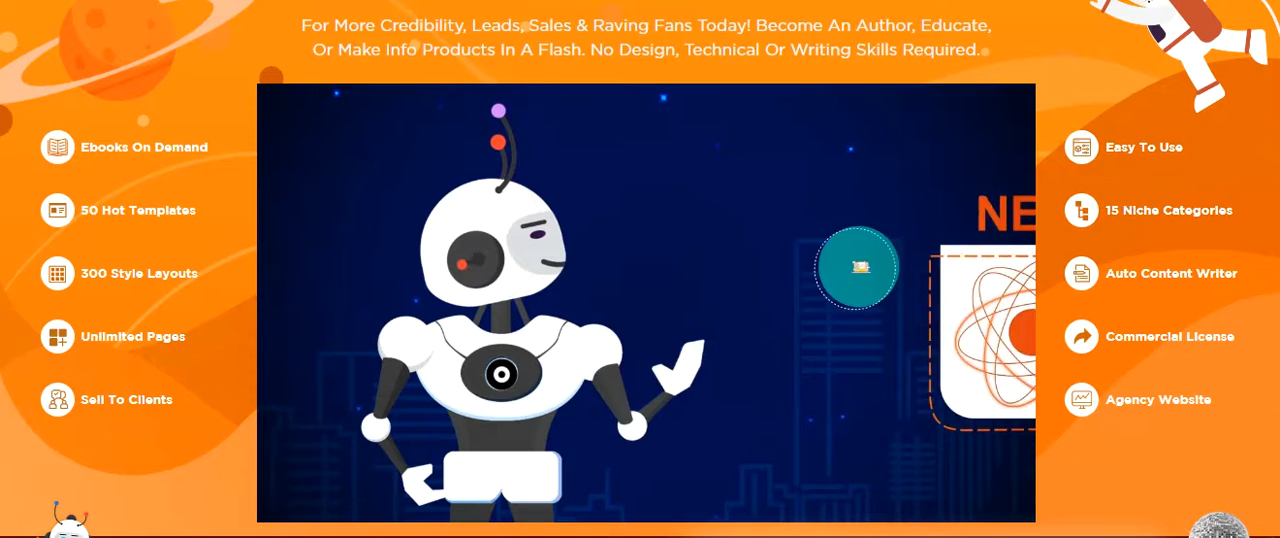 For More Credibility, Leads, Sales & Raving Fans Today! Become An Author, Educate,
Or Make Info Products In A Flash. No Design, Technical Or Writing Skills Required.
Ebooks On Demand
50 Hot Templates
300 Style Layouts
Unlimited Pages
Sell To Clients
NE
Easy To Use
15 Niche Categories
Auto Content Writer
Commercial License
Agency Website